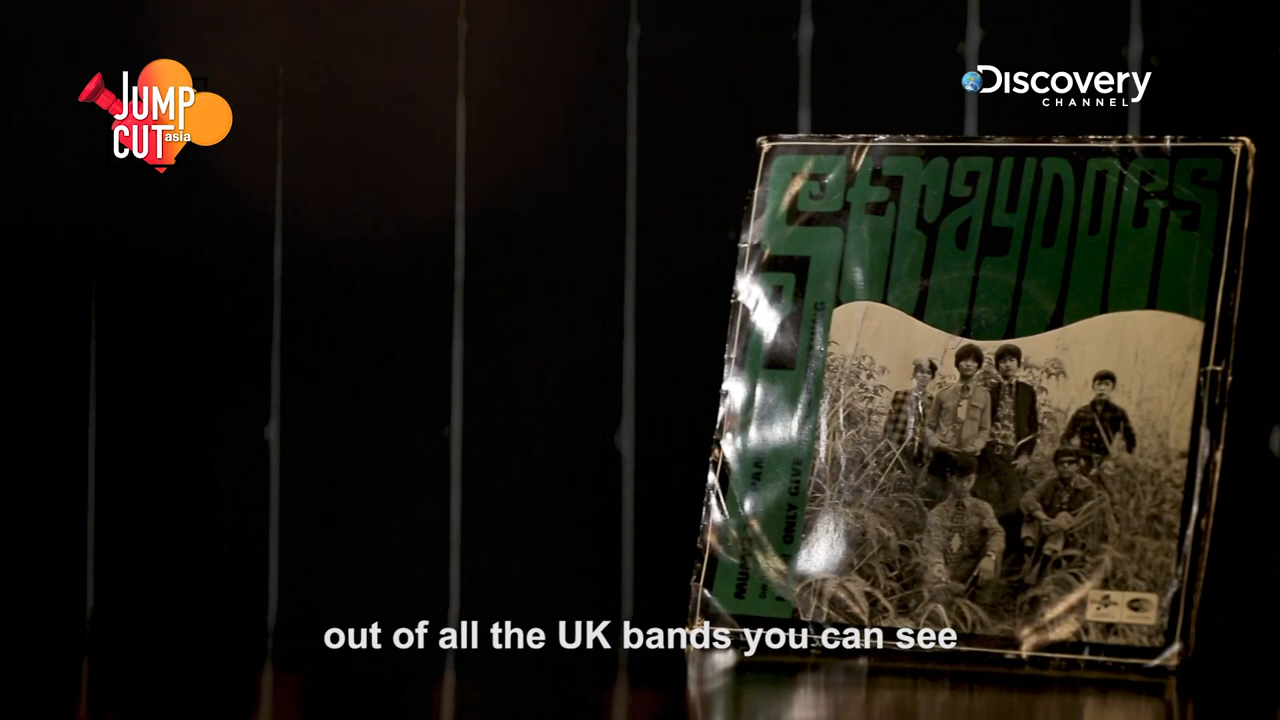 JUMP
CUT
asia
Discovery
CHANNEL
StrayDOGS
ONLY GIVE
out of all the UK bands you can see